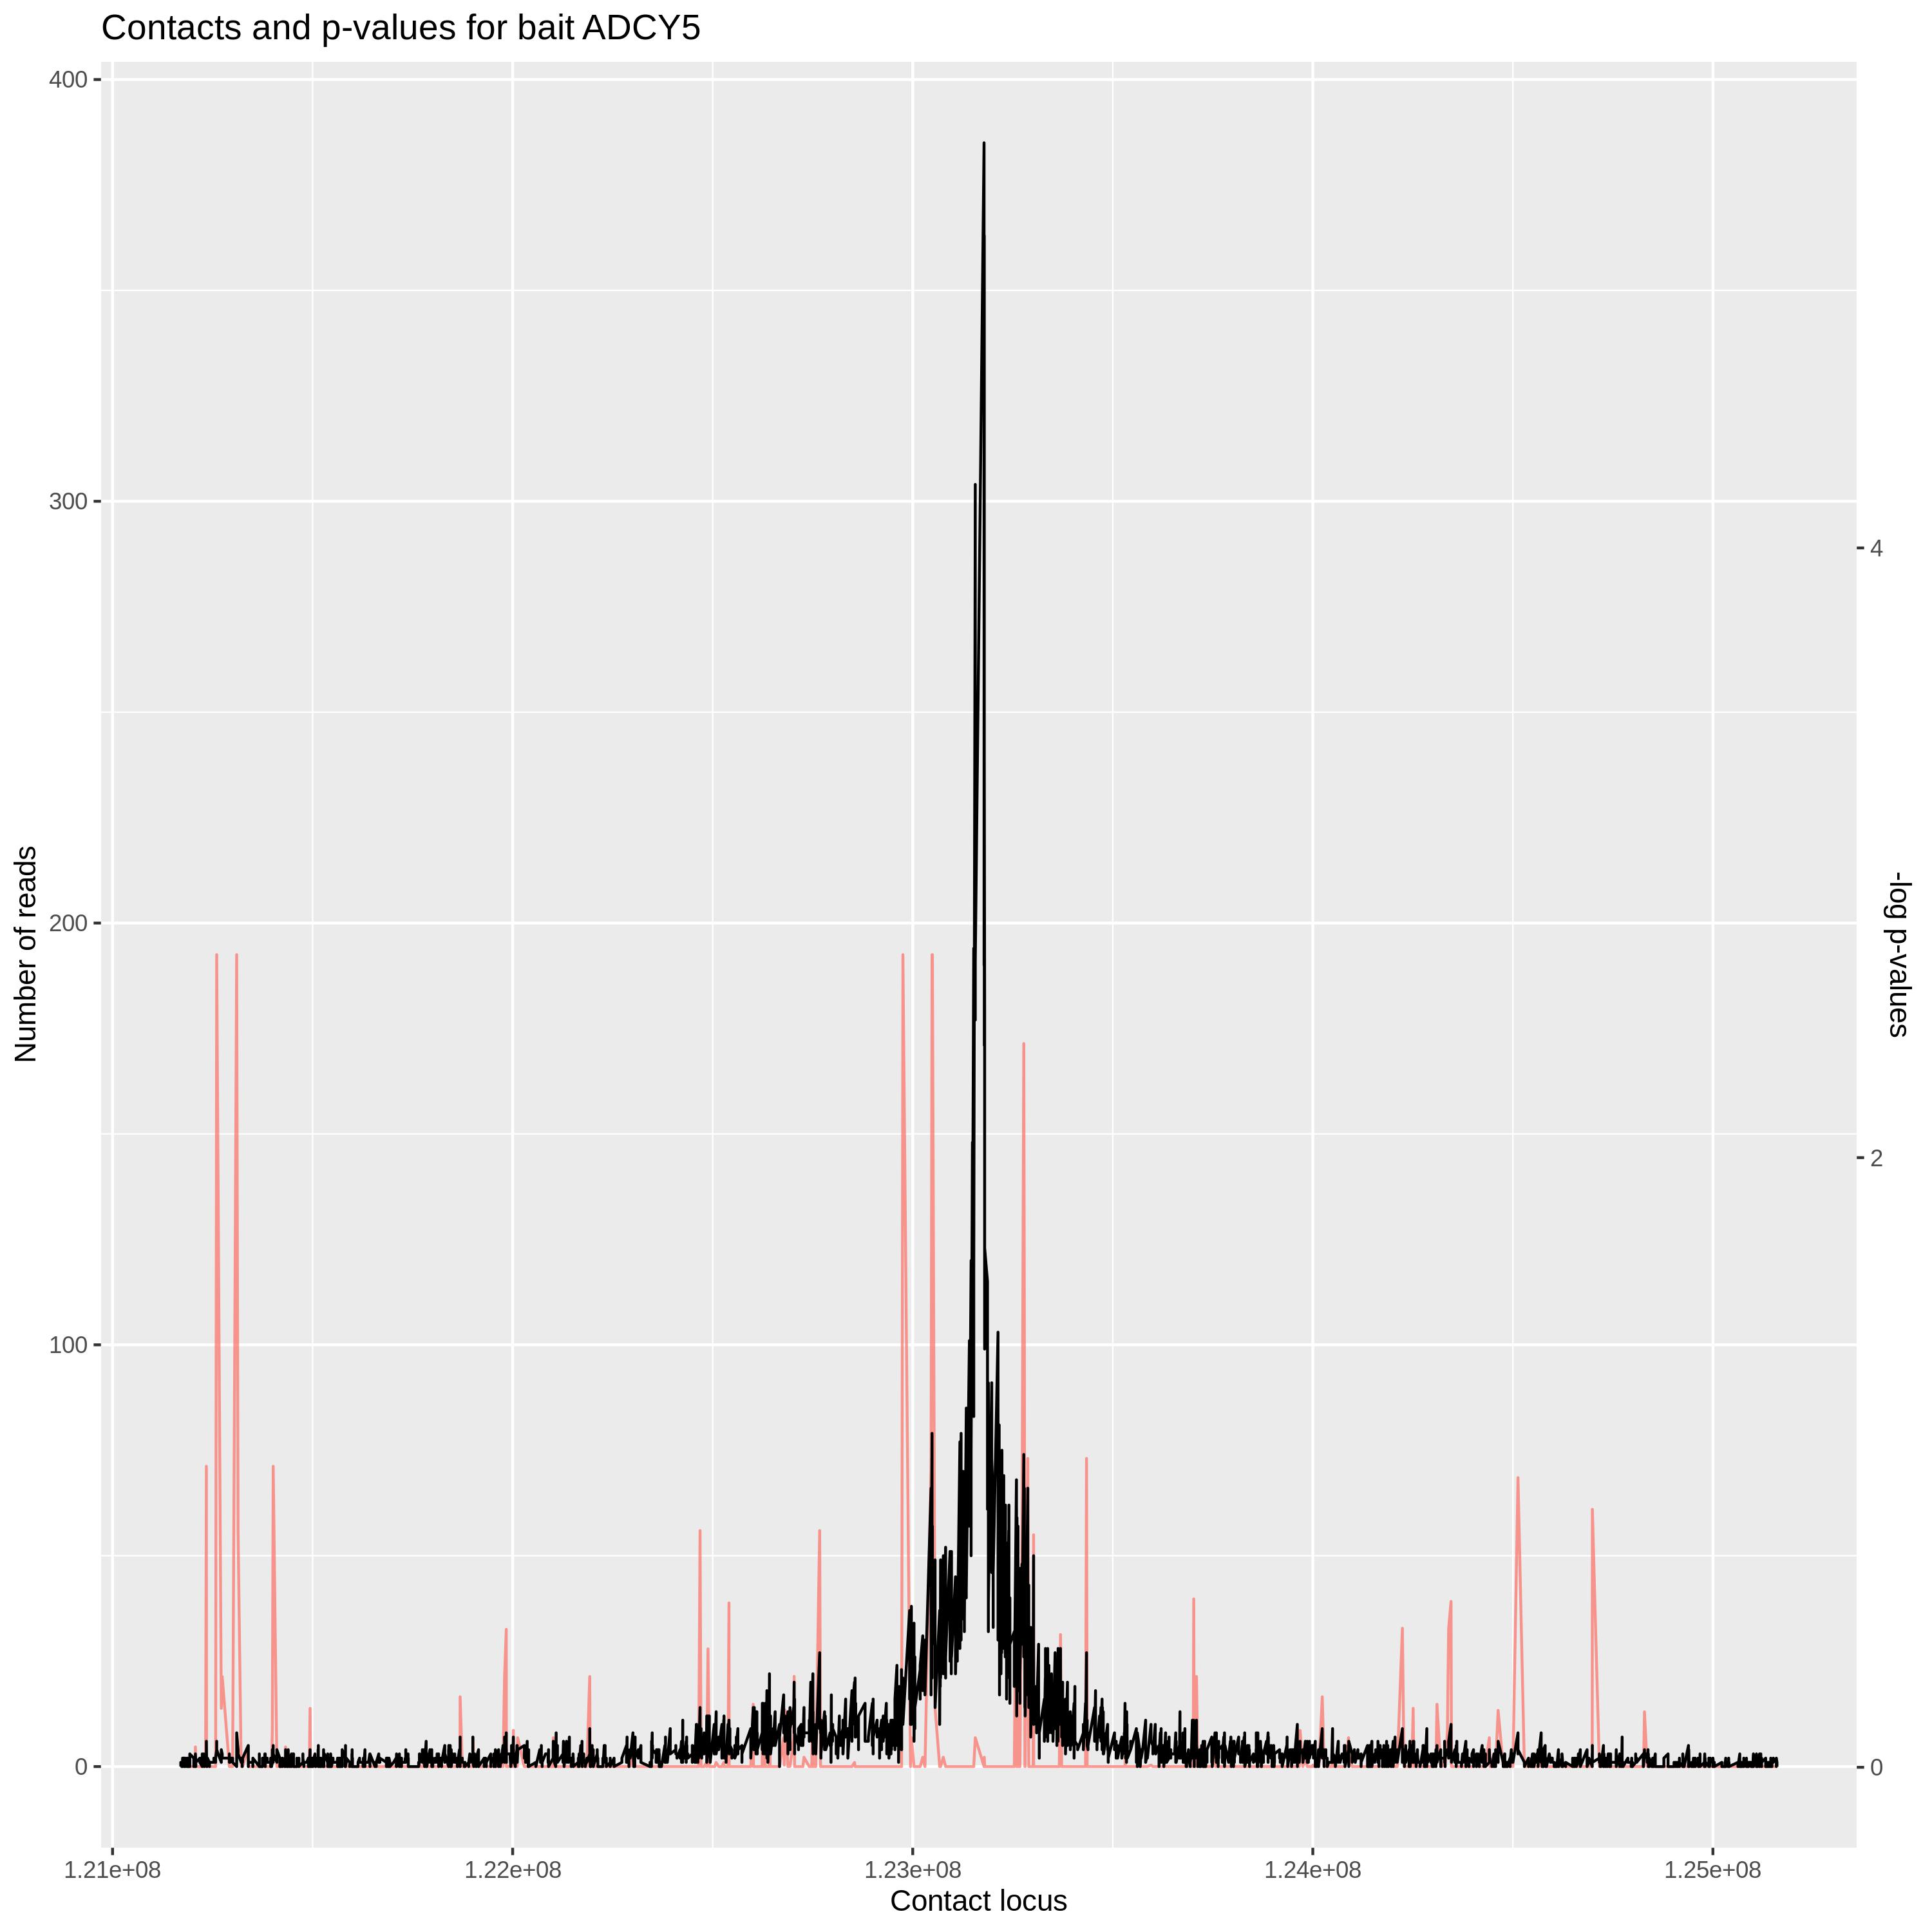 Contacts and p-values for bait ADCY5
400
300
200
100
0
Number of reads
4
2
0
-log p-values
1.21e+08
1.22e+08
1.23e+08
1.24e+08
1.25e+08
Contact locus